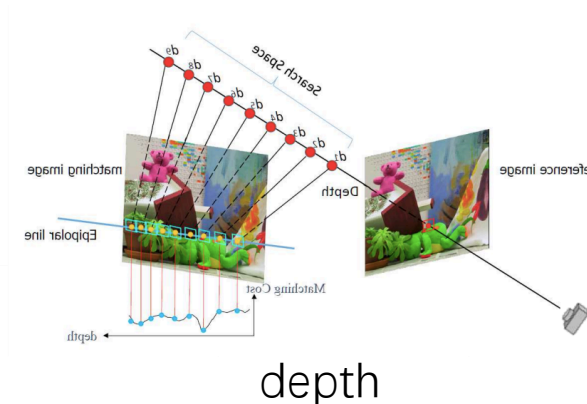 d9
d8
d7
d6
d5
d4
d3
d2
d1
Search Space
matching image
eference image
Depth
Epipolar line
Matching Cost
depth
depth